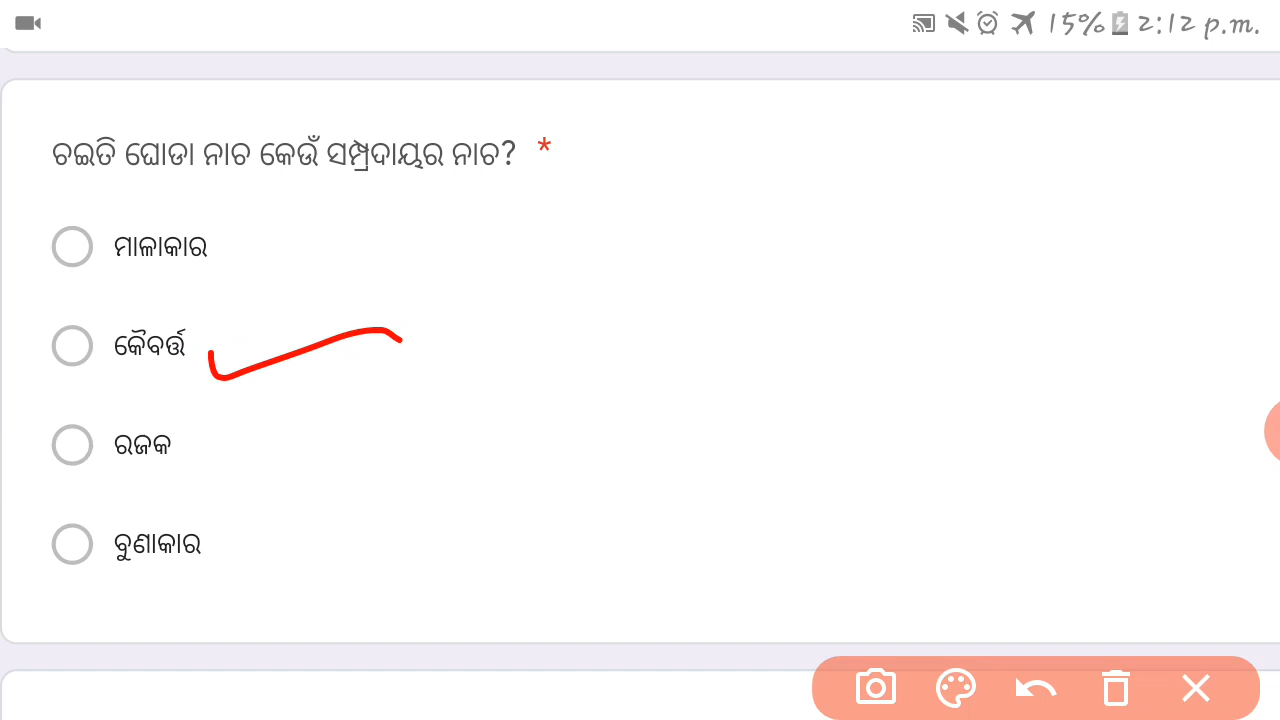 15% 2:12 p.m.
ଚଇତି ଘୋଡା ନାଚ କେଉଁ ସମ୍ପ୍ରଦାୟର ନାଚ? *
ମାଳାକାର
କୈବର୍ତ୍ତ
ରଜକ
ବୁଣାକାର